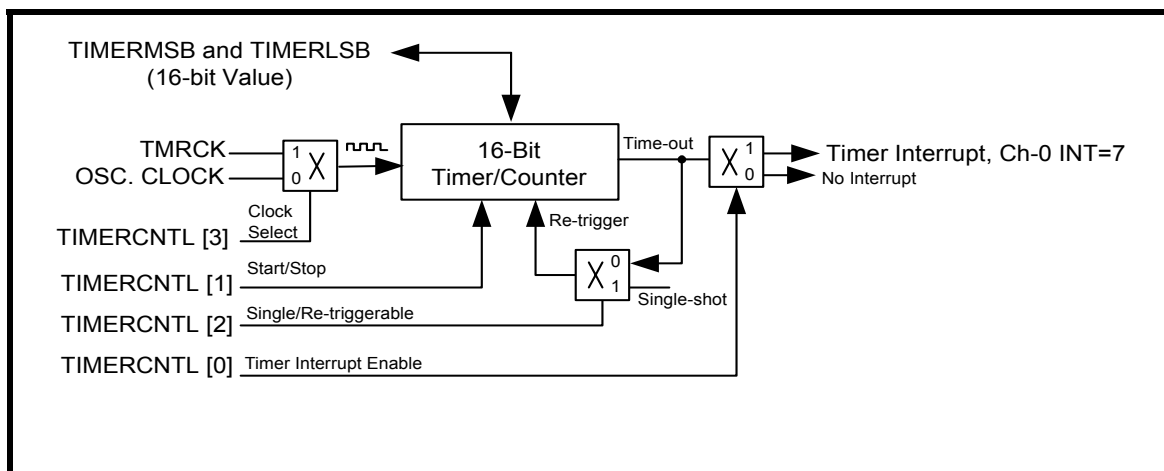 TIMERMSB and TIMERLSB
(16-bit Value)
TMRCK
OSC. CLOCK
1
0
X
16-Bit
Timer/Counter
Time-out
X
1
0
Timer Interrupt, Ch-0 INT=7
No Interrupt
Clock
Select
TIMERCNTL [3]
Re-trigger
TIMERCNTL [1]
Start/Stop
X
0
1
Single-shot
TIMERCNTL [2]
Single/Re-triggerable
TIMERCNTL [0]
Timer Interrupt Enable